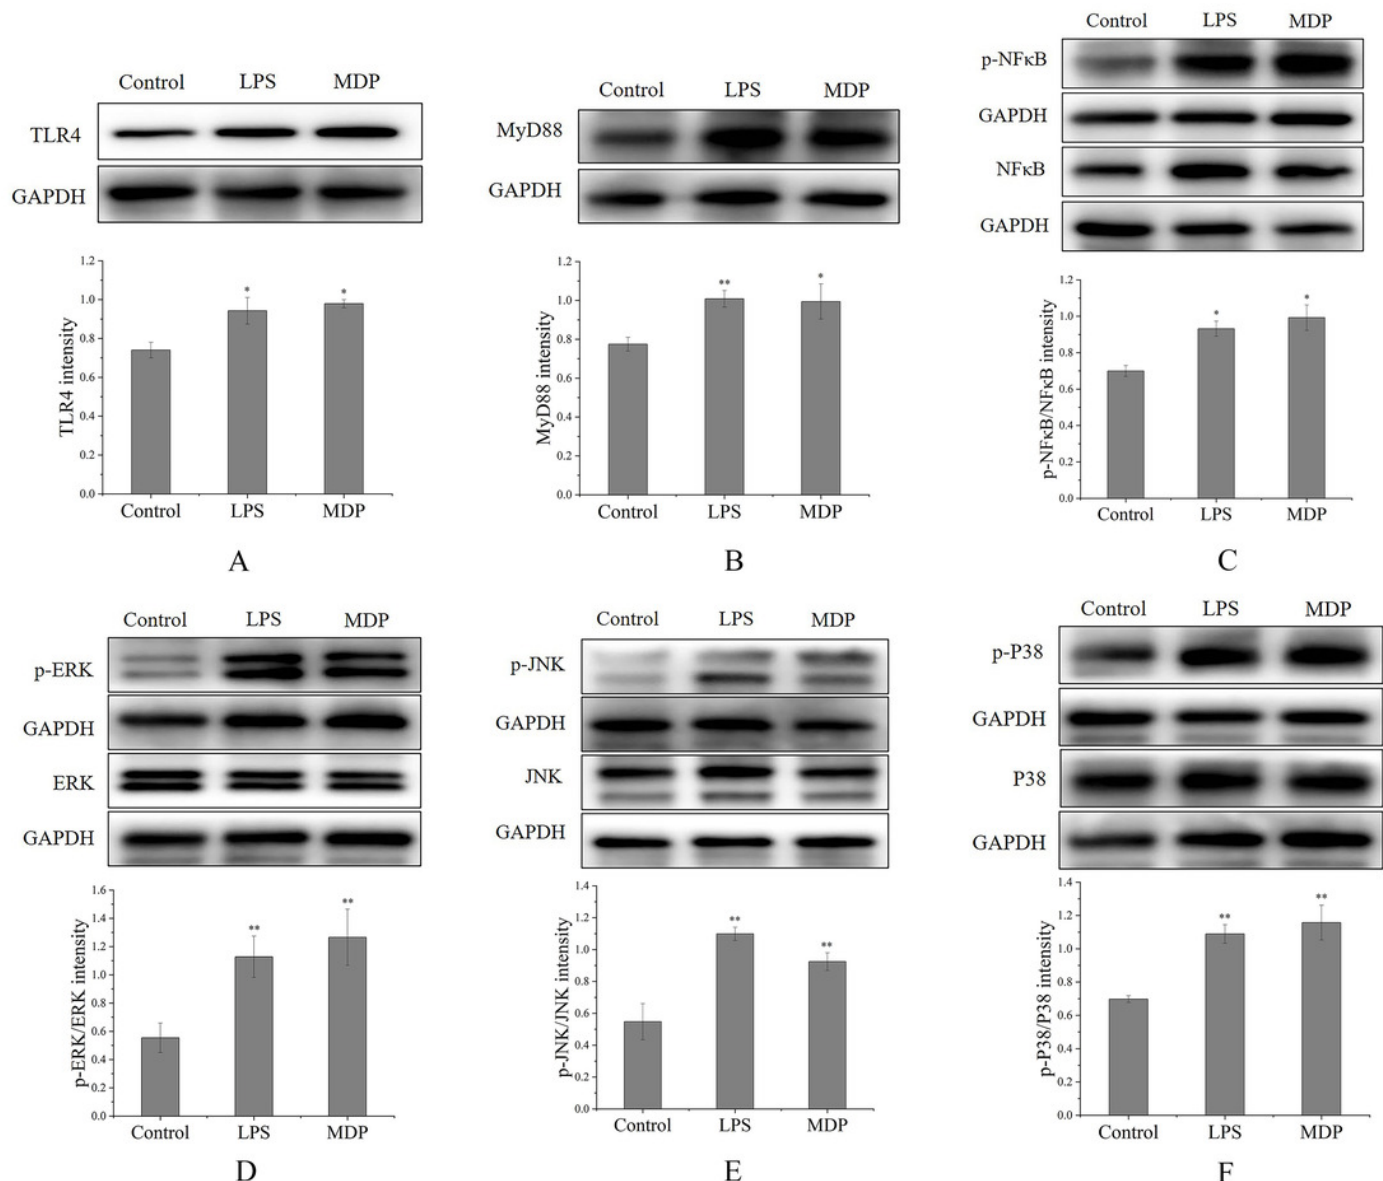 Control LPS MDP
TLR4
GAPDH
1.2
1.0
0.8
0.6
0.4
0.2
0.0
TLR4 intensity
* *
Control LPS MDP
A
Control LPS MDP
MyD88
GAPDH
1.2
1.0
0.8
0.6
0.4
0.2
0.0
MyD88 intensity
** *
Control LPS MDP
B
Control LPS MDP
p-NFκB
GAPDH
NFκB
GAPDH
1.2
1.0
0.8
0.6
0.4
0.2
0.0
p-NFκB/NFκB intensity
* *
Control LPS MDP
C
Control LPS MDP
p-ERK
GAPDH
ERK
GAPDH
1.6
1.4
1.2
1.0
0.8
0.6
0.4
0.2
0.0
p-ERK/ERK intensity
** **
Control LPS MDP
D
Control LPS MDP
p-JNK
GAPDH
JNK
GAPDH
1.4
1.2
1.0
0.8
0.6
0.4
0.2
0.0
p-JNK/JNK intensity
** **
Control LPS MDP
E
Control LPS MDP
p-P38
GAPDH
P38
GAPDH
1.4
1.2
1.0
0.8
0.6
0.4
0.2
0.0
p-P38/P38 intensity
** **
Control LPS MDP
F